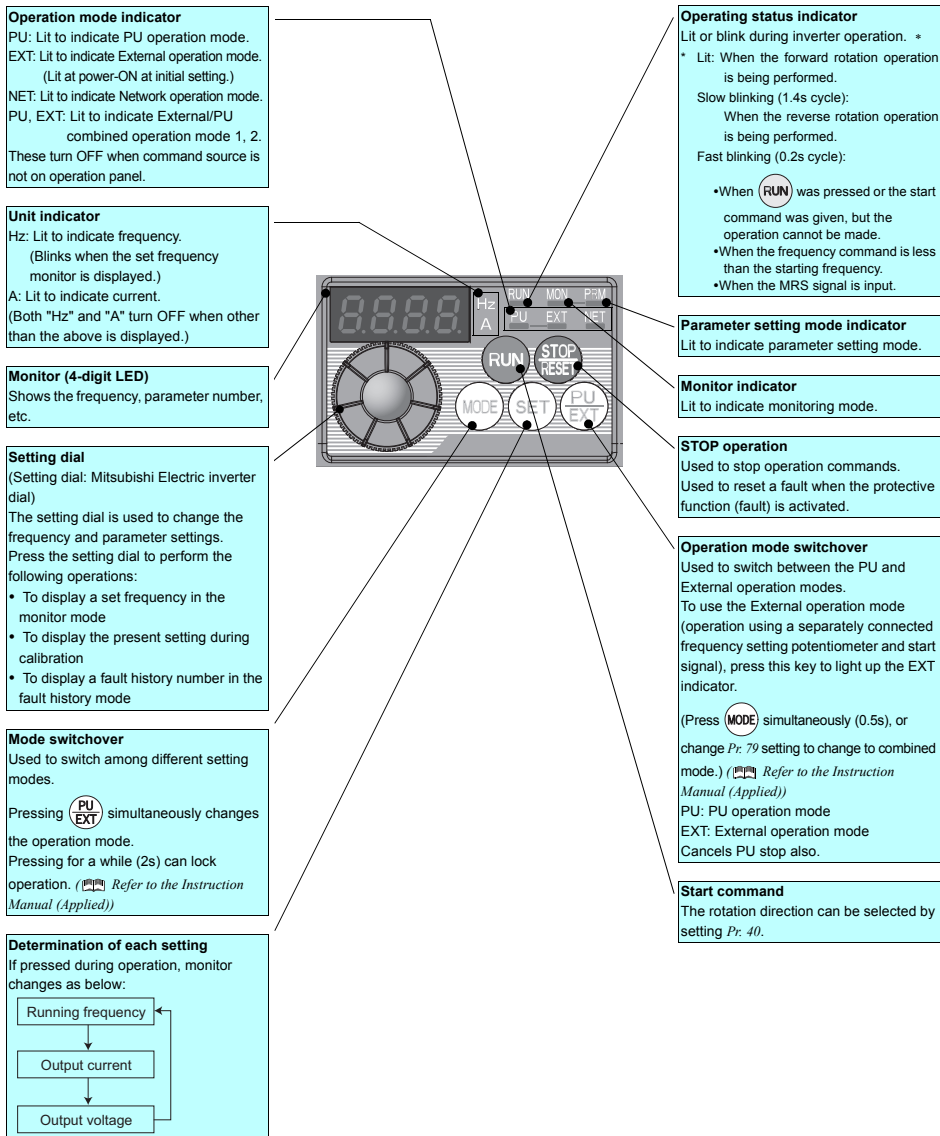 Operation mode indicator
PU: Lit to indicate PU operation mode.
EXT: Lit to indicate External operation mode.
(Lit at power-ON at initial setting.)
NET: Lit to indicate Network operation mode.
PU, EXT: Lit to indicate External/PU
combined operation mode 1, 2.
These turn OFF when command source is
not on operation panel.
Unit indicator
Hz: Lit to indicate frequency.
(Blinks when the set frequency
monitor is displayed.)
A: Lit to indicate current.
(Both "Hz" and "A" turn OFF when other
than the above is displayed.)
Monitor (4-digit LED)
Shows the frequency, parameter number,
etc.
Setting dial
(Setting dial: Mitsubishi Electric inverter
dial)
The setting dial is used to change the
frequency and parameter settings.
Press the setting dial to perform the
following operations:
• To display a set frequency in the
monitor mode
• To display the present setting during
calibration
• To display a fault history number in the
fault history mode
Mode switchover
Used to switch among different setting
modes.
Pressing PU/EXT simultaneously changes
the operation mode.
Pressing for a while (2s) can lock
operation. ( Refer to the Instruction
Manual (Applied))
Determination of each setting
If pressed during operation, monitor
changes as below:
Running frequency
Output current
Output voltage
8.8.8.8.
Hz
A
RUN MON PRM
PU EXT NET
RUN
STOP
RESET
MODE
SET
PU
EXT
Operating status indicator
Lit or blink during inverter operation. *
* Lit: When the forward rotation operation
is being performed.
Slow blinking (1.4s cycle):
When the reverse rotation operation
is being performed.
Fast blinking (0.2s cycle):
•When RUN was pressed or the start
command was given, but the
operation cannot be made.
•When the frequency command is less
than the starting frequency.
•When the MRS signal is input.
Parameter setting mode indicator
Lit to indicate parameter setting mode.
Monitor indicator
Lit to indicate monitoring mode.
STOP operation
Used to stop operation commands.
Used to reset a fault when the protective
function (fault) is activated.
Operation mode switchover
Used to switch between the PU and
External operation modes.
To use the External operation mode
(operation using a separately connected
frequency setting potentiometer and start
signal), press this key to light up the EXT
indicator.
(Press MODE simultaneously (0.5s), or
change Pr. 79 setting to change to combined
mode.) ( Refer to the Instruction
Manual (Applied))
PU: PU operation mode
EXT: External operation mode
Cancels PU stop also.
Start command
The rotation direction can be selected by
setting Pr. 40.